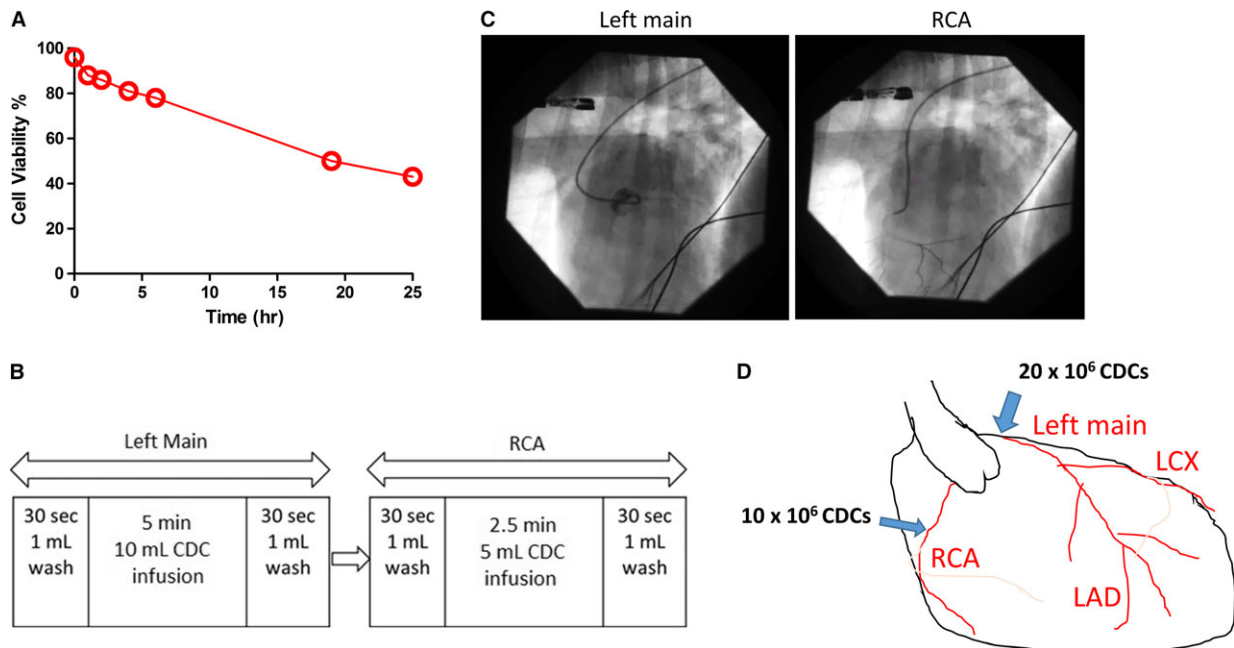 A
100
80
60
40
20
0
Cell Viability %
0 5 10 15 20 25
Time (hr)
C
Left main RCA
B
Left Main RCA
30 sec
1 mL
wash
5 min
10 mL CDC
infusion
30 sec
1 mL
wash
30 sec
1 mL
wash
2.5 min
5 mL CDC
infusion
30 sec
1 mL
wash
D
20 x 10⁶ CDCs
Left main
LCX
10 x 10⁶ CDCs
RCA
LAD